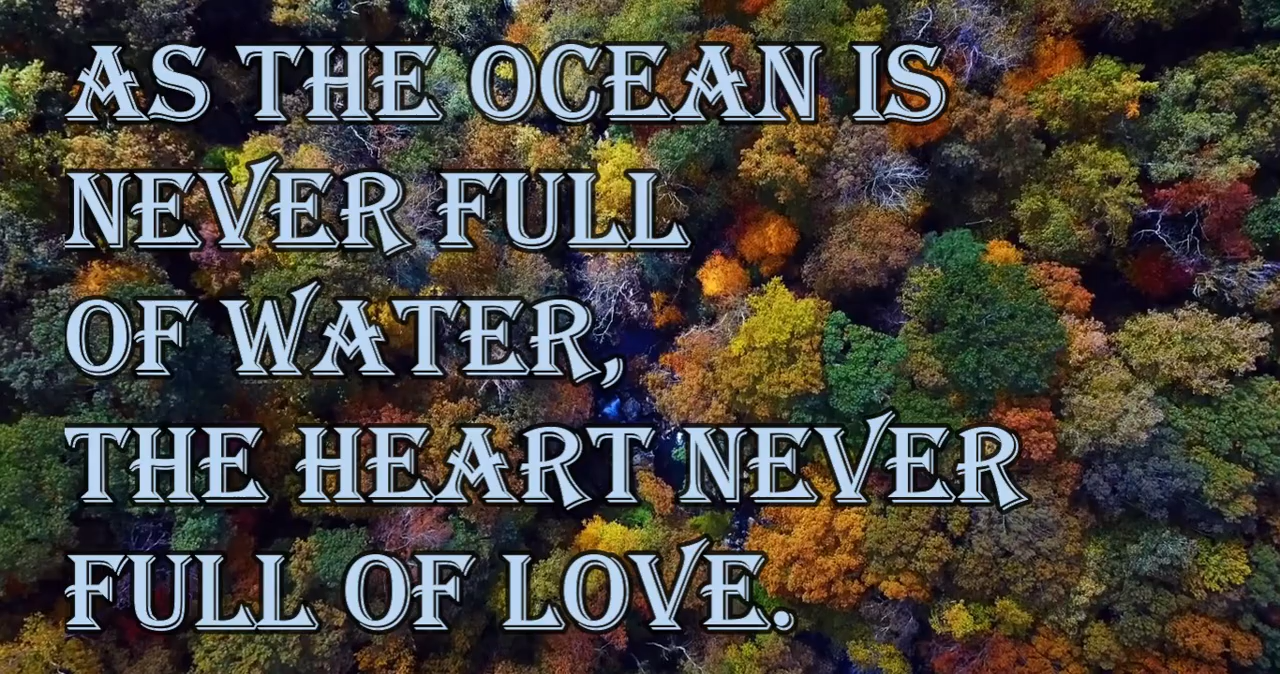 AS THE OCEAN IS
NEVER FULL
OF WATER,
THE HEART NEVER
FULL OF LOVE.